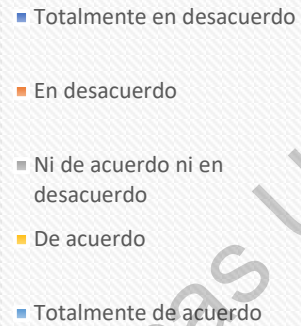 Totalmente en desacuerdo
En desacuerdo
Ni de acuerdo ni en
desacuerdo
De acuerdo
Totalmente de acuerdo